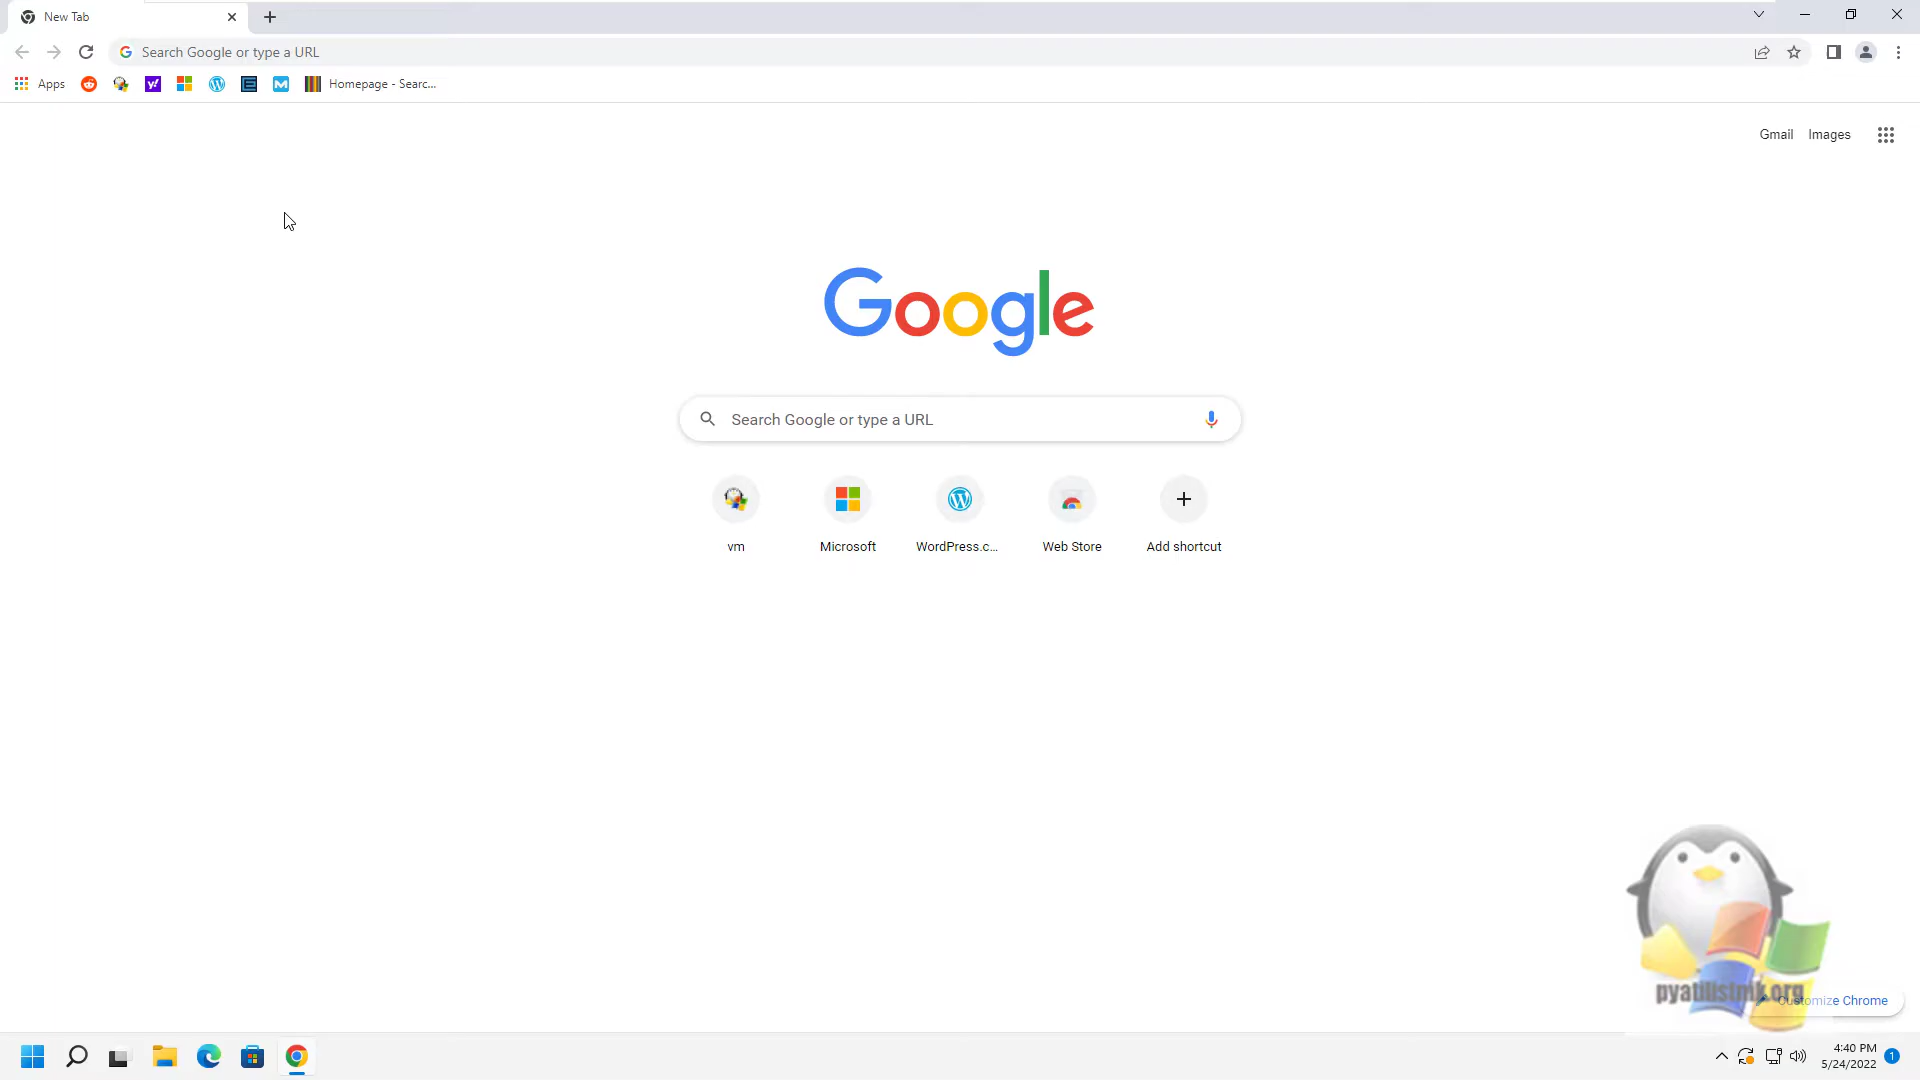 New Tab
Search Google or type a URL
Apps
Homepage - Searc...
Gmail
Images
Google
Search Google or type a URL
vm
Microsoft
WordPress.c...
Web Store
Add shortcut
pyatilistnik.org
Customize Chrome
4:40 PM
5/24/2022
1